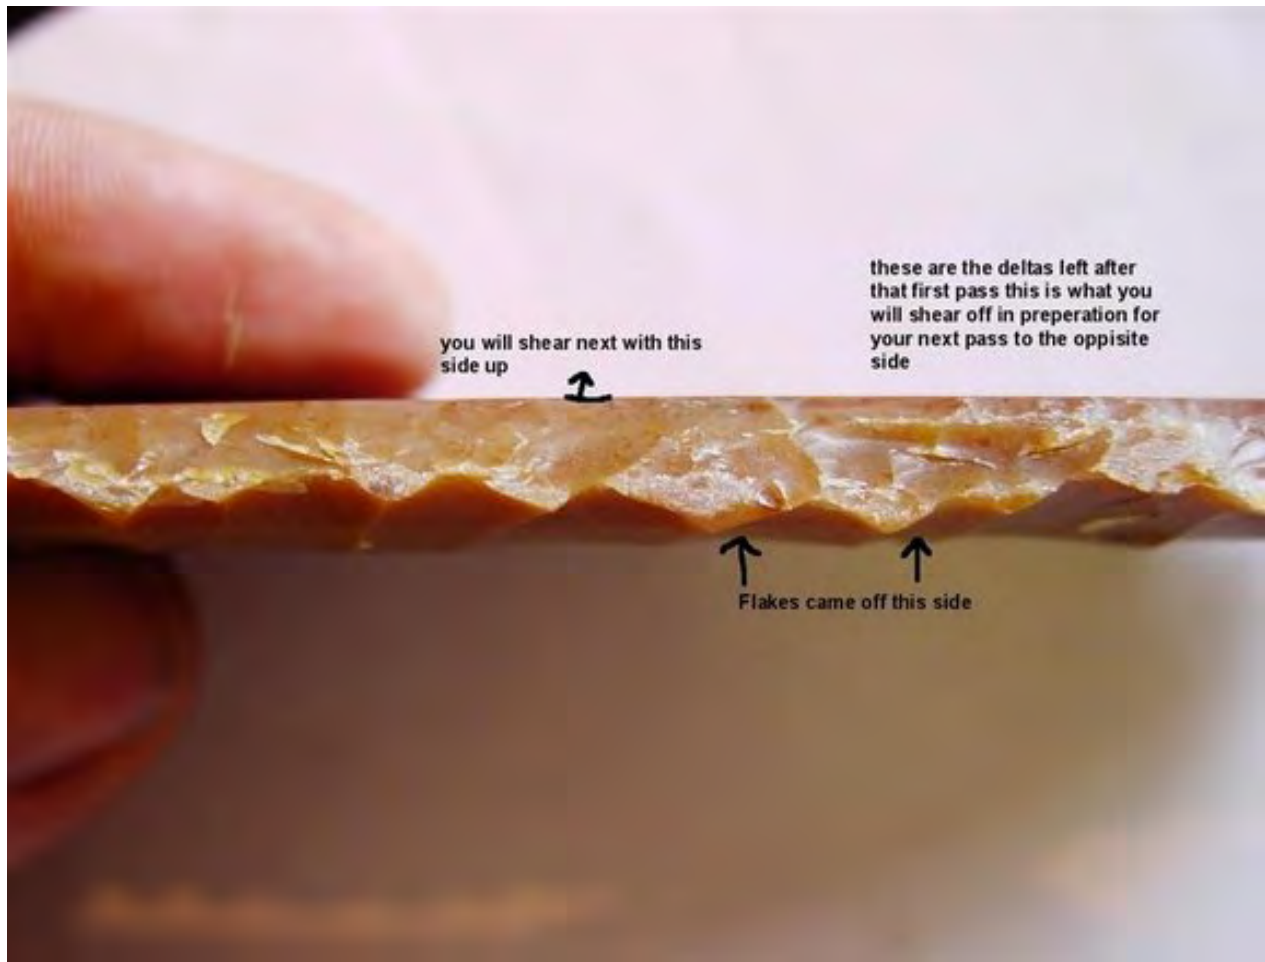 these are the deltas left after
that first pass this is what you
will shear off in preperation for
your next pass to the oppisite
side
you will shear next with this
side up
Flakes came off this side